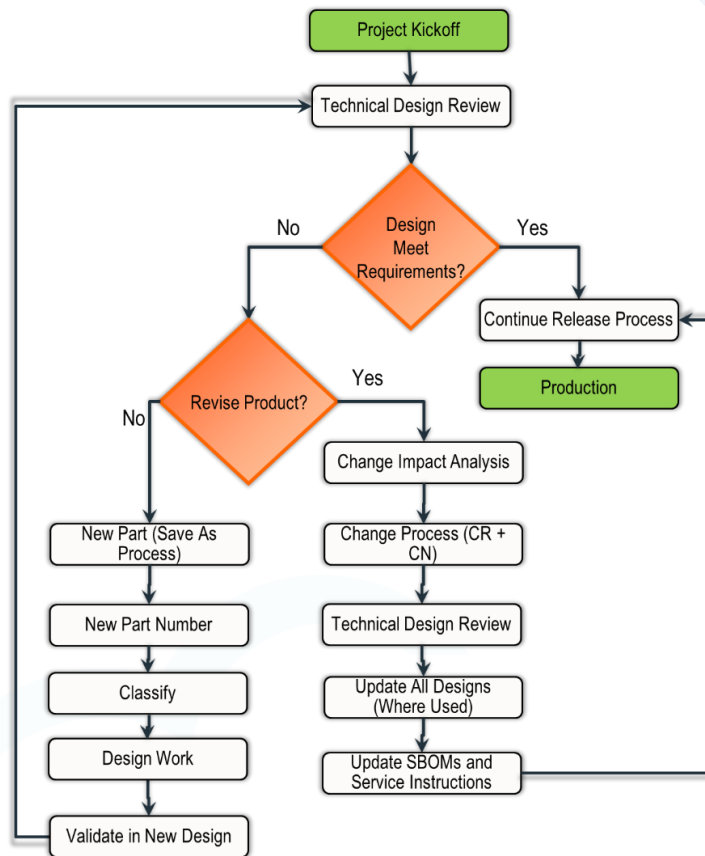 Project Kickoff
Technical Design Review
No
Yes
Design
Meet
Requirements?
Continue Release Process
Production
Revise Product?
Yes
No
Change Impact Analysis
New Part (Save As
Process)
Change Process (CR +
CN)
New Part Number
Technical Design Review
Classify
Update All Designs
(Where Used)
Design Work
Update SBOMs and
Service Instructions
Validate in New Design